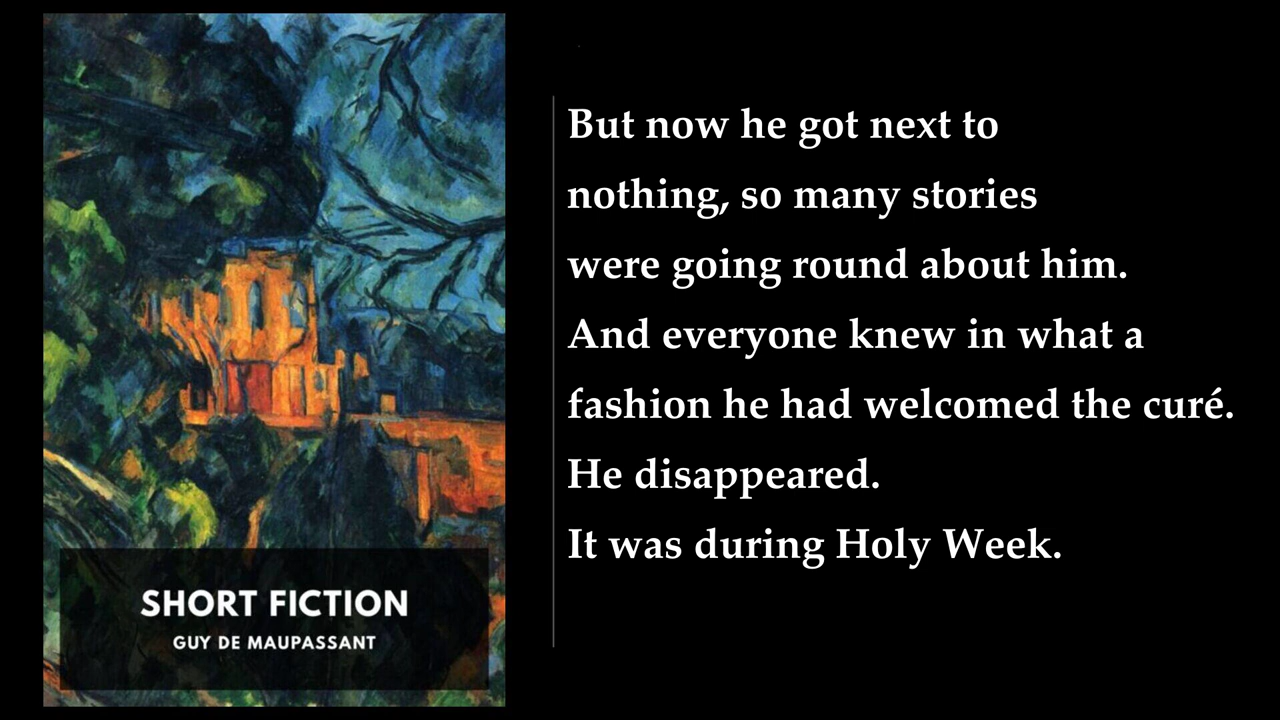 But now he got next to
nothing, so many stories
were going round about him.
And everyone knew in what a
fashion he had welcomed the curé.
He disappeared.
It was during Holy Week.
SHORT FICTION
GUY DE MAUPASSANT